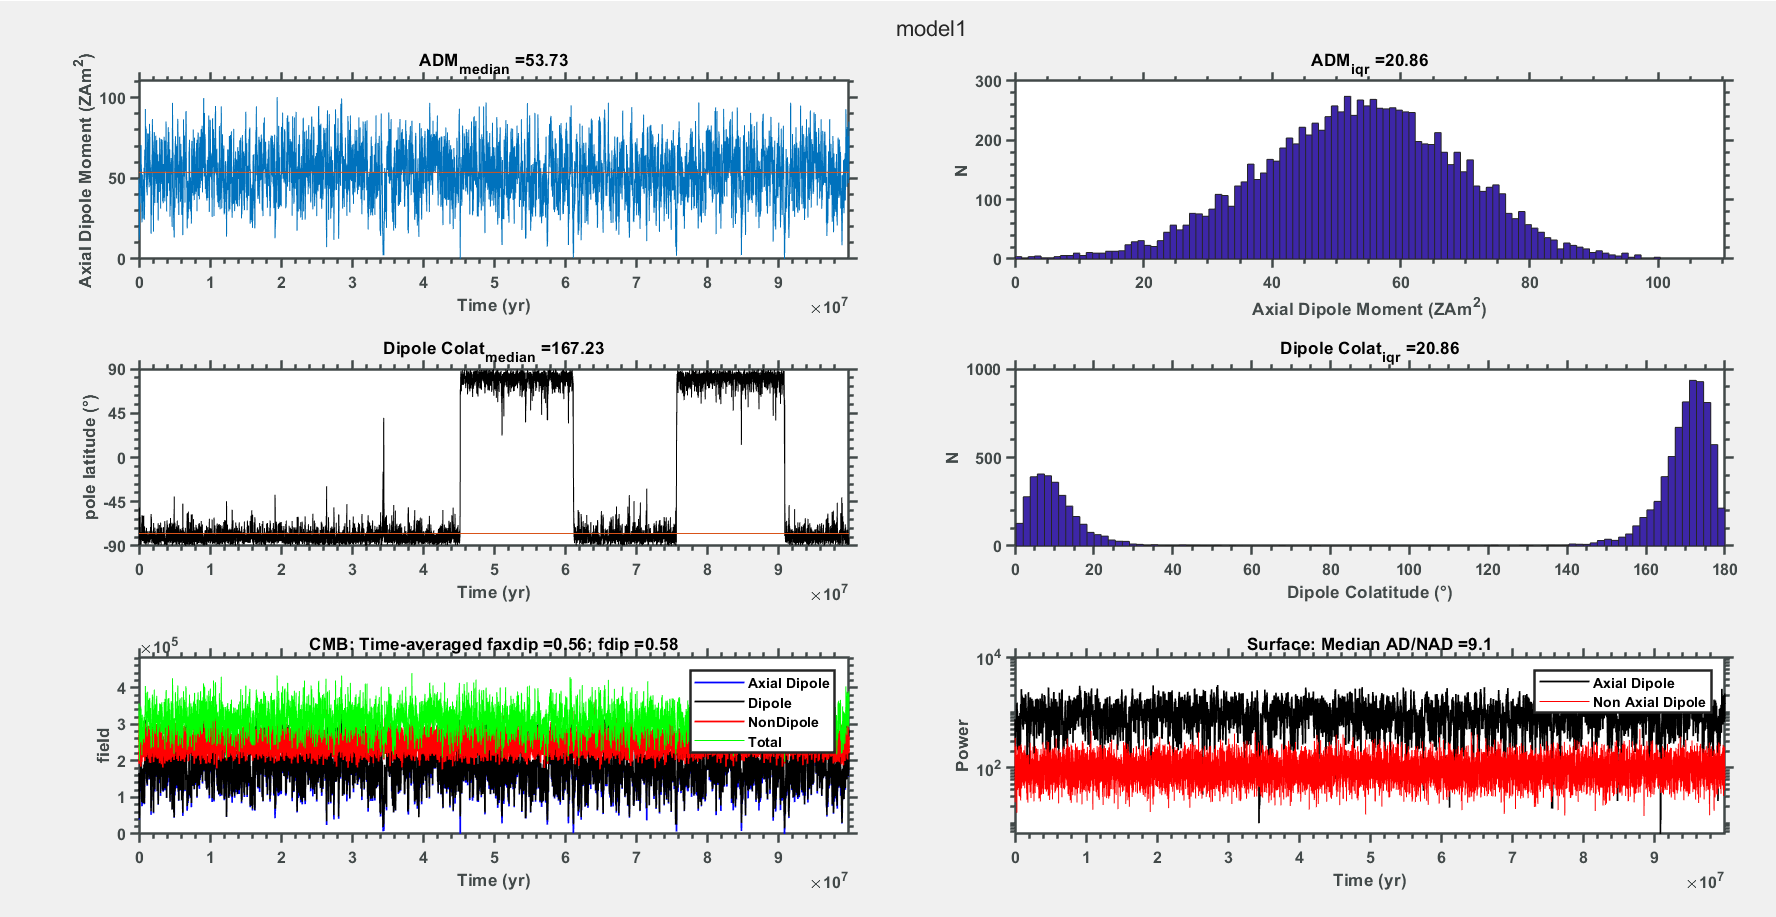 model1
ADMmedian =53.73
Axial Dipole Moment (ZAm2)
100
50
0
0 1 2 3 4 5 6 7 8 9
Time (yr)
×10^7
ADMiqr =20.86
N
300
200
100
0
0 20 40 60 80 100
Axial Dipole Moment (ZAm2)
Dipole Colatmedian =167.23
pole latitude (°)
90
45
0
-45
-90
0 1 2 3 4 5 6 7 8 9
Time (yr)
×10^7
Dipole Colatiqr =20.86
N
1000
500
0
0 20 40 60 80 100 120 140 160 180
Dipole Colatitude (°)
CMB: Time-averaged faxdip =0.56; fdip =0.58
×10^5
field
4
3
2
1
0
Axial Dipole
Dipole
NonDipole
Total
0 1 2 3 4 5 6 7 8 9
Time (yr)
×10^7
Surface: Median AD/NAD =9.1
Power
10^4
10^2
Axial Dipole
Non Axial Dipole
0 1 2 3 4 5 6 7 8 9
Time (yr)
×10^7